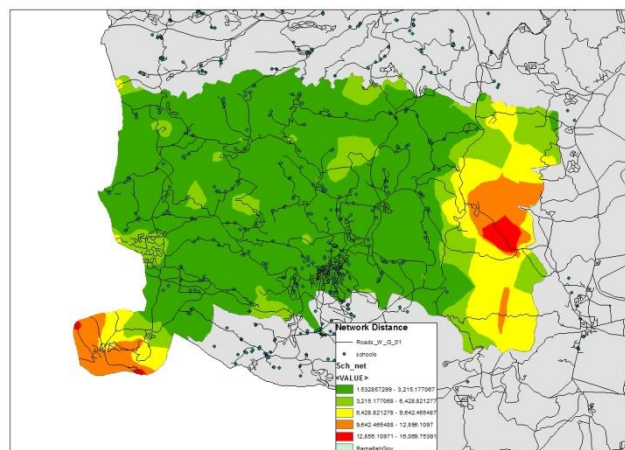 Network Distance
Roads_W_G_01
schools
Sch_net
<VALUE>
1.532857299 - 3,215.177067
3,215.177068 - 6,428.821277
6,428.821278 - 9,642.465487
9,642.465488 - 12,856.1097
12,856.10971 - 16,069.75391
RamallahGov